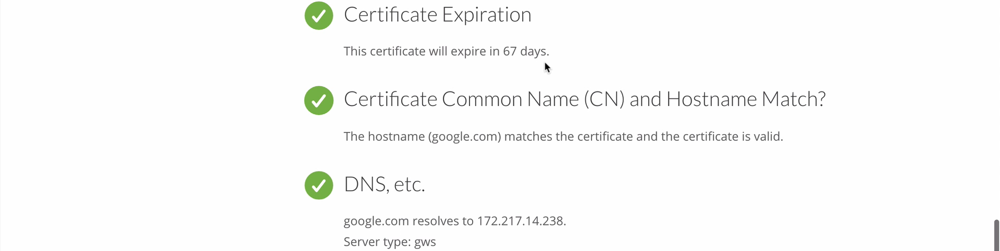 Certificate Expiration
This certificate will expire in 67 days.
Certificate Common Name (CN) and Hostname Match?
The hostname (google.com) matches the certificate and the certificate is valid.
DNS, etc.
google.com resolves to 172.217.14.238.
Server type: gws